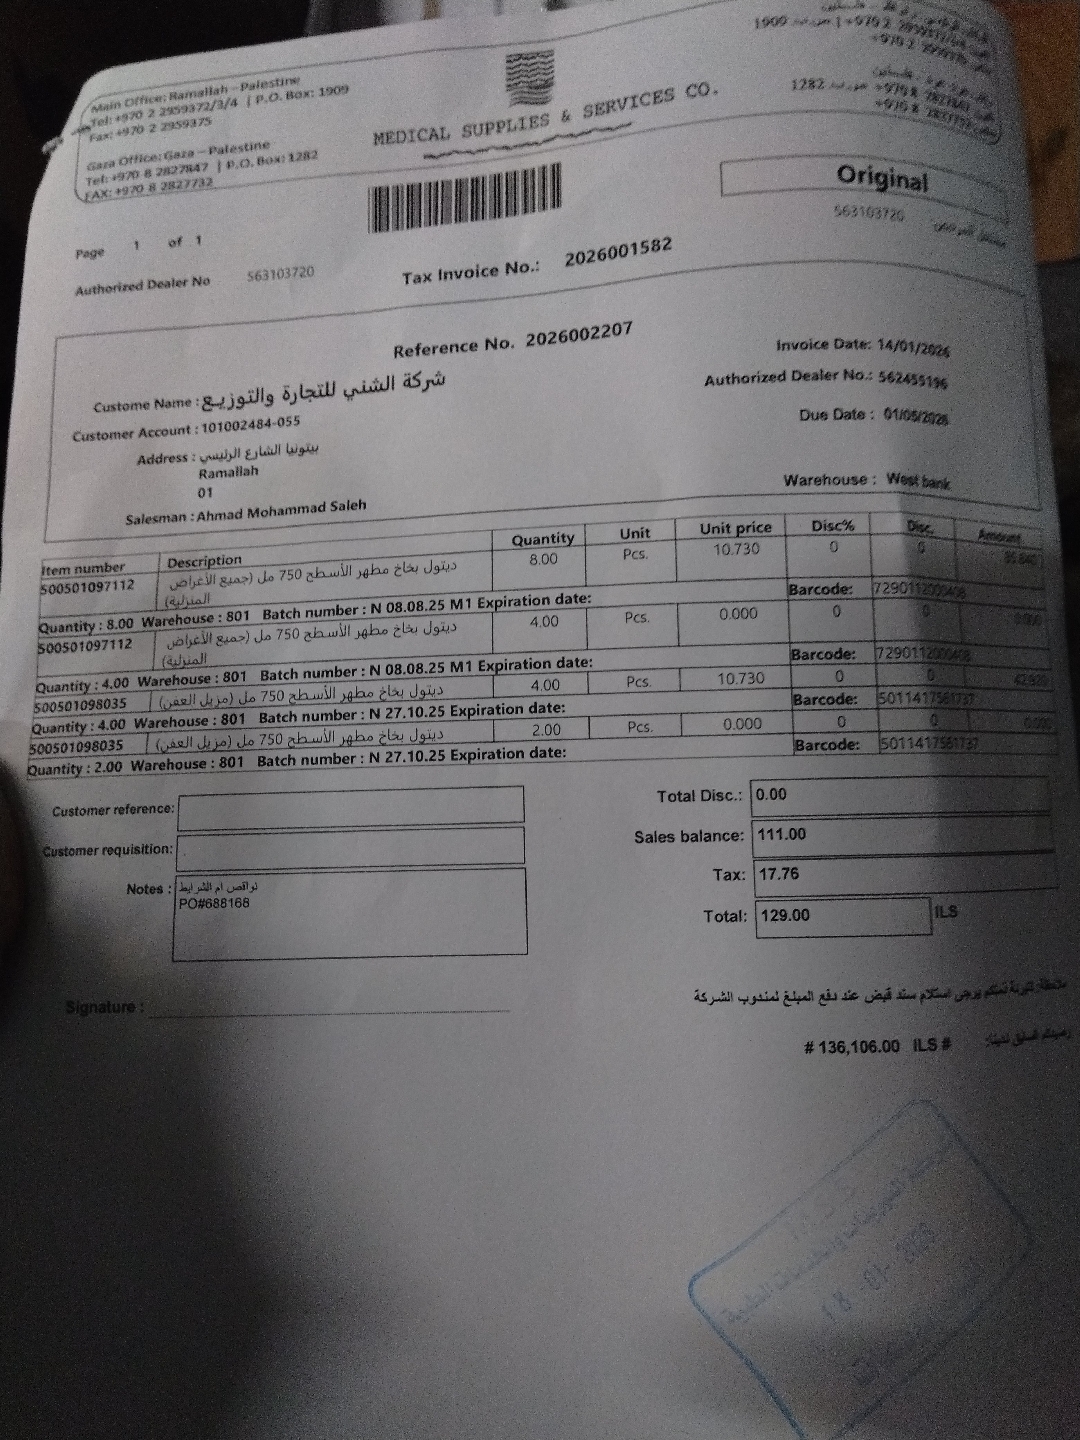 Main Office: Ramallah - Palestine
Tel: +970 2 2959372/3/4 | P.O. Box: 1909
Fax: +970 2 2959375
Gaza Office: Gaza - Palestine
Tel: +970 8 2827847 | P.O. Box: 1282
FAX: +970 8 2827732
MEDICAL SUPPLIES & SERVICES CO.
Original
563103720
Page 1 of 1
Authorized Dealer No 563103720
Tax Invoice No.: 2026001582
Reference No. 2026002207
Invoice Date: 14/01/2026
Custome Name : شركة الشني للتجارة والتوزيع
Authorized Dealer No.: 562455196
Customer Account : 101002484-055
Due Date : 01/05/2026
Address : بيتونيا الشارع الرئيسي
Ramallah
01
Warehouse : West bank
Salesman : Ahmad Mohammad Saleh
Item number Description Quantity Unit Unit price Disc% Disc. Amount
500501097112 ديتول بخاخ مطهر الأسطح 750 مل (جميع الأغراض المنزلية) 8.00 Pcs. 10.730 0 0 85.840
Quantity : 8.00 Warehouse : 801 Batch number : N 08.08.25 M1 Expiration date: Barcode: 7290112000408
500501097112 ديتول بخاخ مطهر الأسطح 750 مل (جميع الأغراض المنزلية) 4.00 Pcs. 0.000 0 0 0.000
Quantity : 4.00 Warehouse : 801 Batch number : N 08.08.25 M1 Expiration date: Barcode: 7290112000408
500501098035 ديتول بخاخ مطهر الأسطح 750 مل (مزيل العفن) 4.00 Pcs. 10.730 0 0 42.920
Quantity : 4.00 Warehouse : 801 Batch number : N 27.10.25 Expiration date: Barcode: 5011417561737
500501098035 ديتول بخاخ مطهر الأسطح 750 مل (مزيل العفن) 2.00 Pcs. 0.000 0 0 0.000
Quantity : 2.00 Warehouse : 801 Batch number : N 27.10.25 Expiration date: Barcode: 5011417561737
Customer reference:
Customer requisition:
Notes : نواقص ام الشرايط
PO#688168
Total Disc.: 0.00
Sales balance: 111.00
Tax: 17.76
Total: 129.00 ILS
Signature :
يرجى استلام سند قبض عند دفع المبلغ لمندوب الشركة
# 136,106.00 ILS #